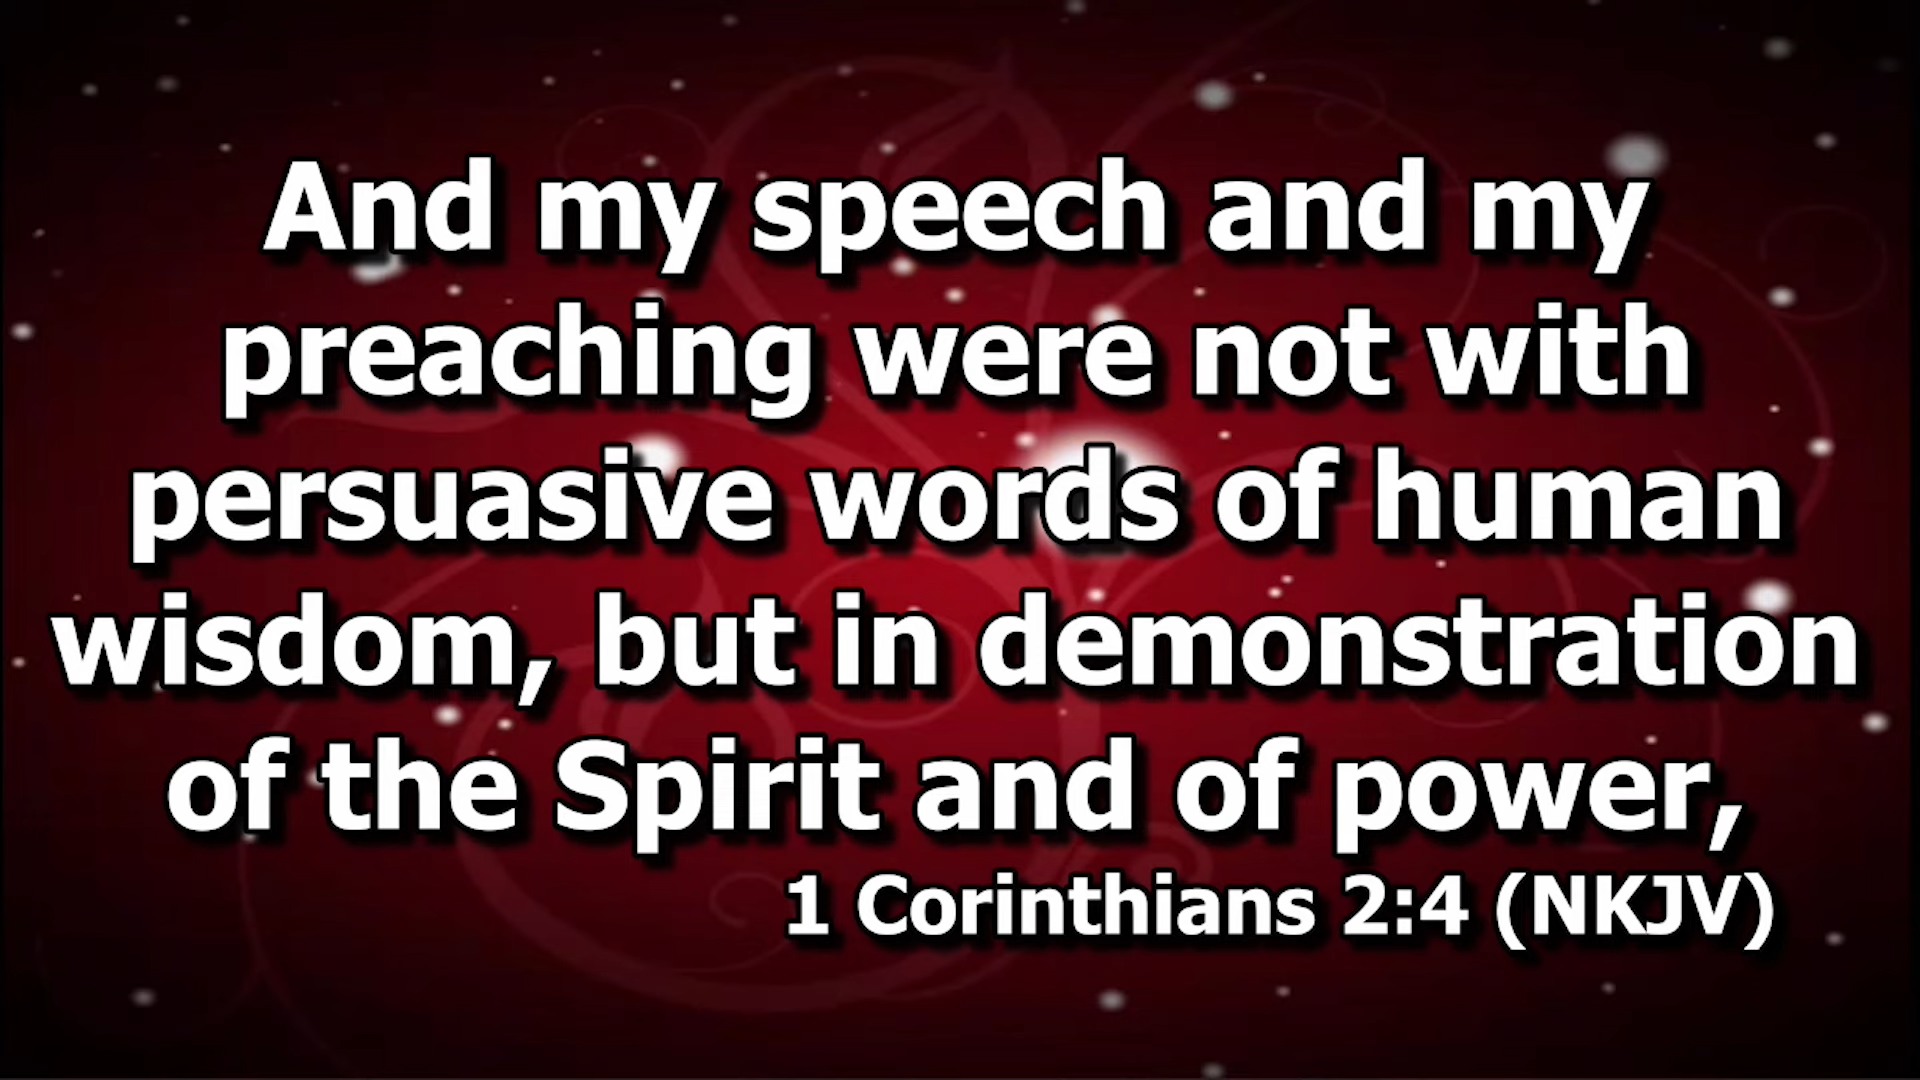 And my speech and my
preaching were not with
persuasive words of human
wisdom, but in demonstration
of the Spirit and of power,
1 Corinthians 2:4 (NKJV)